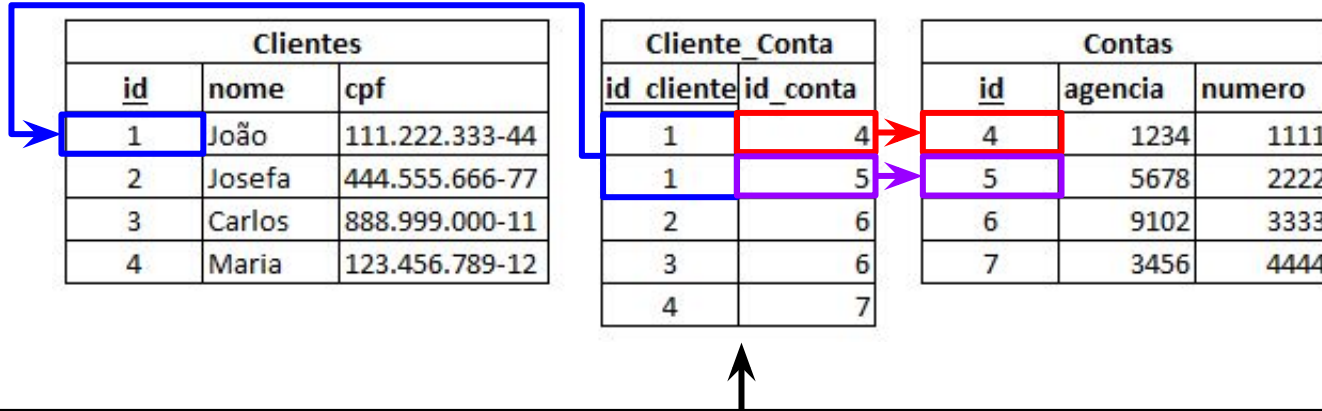 Clientes Cliente_Conta Contas
id nome cpf id_cliente id_conta id agencia numero
1 João 111.222.333-44 1 4 4 1234 1111
2 Josefa 444.555.666-77 1 5 5 5678 2222
3 Carlos 888.999.000-11 2 6 6 9102 3333
4 Maria 123.456.789-12 3 6 7 3456 4444
4 7